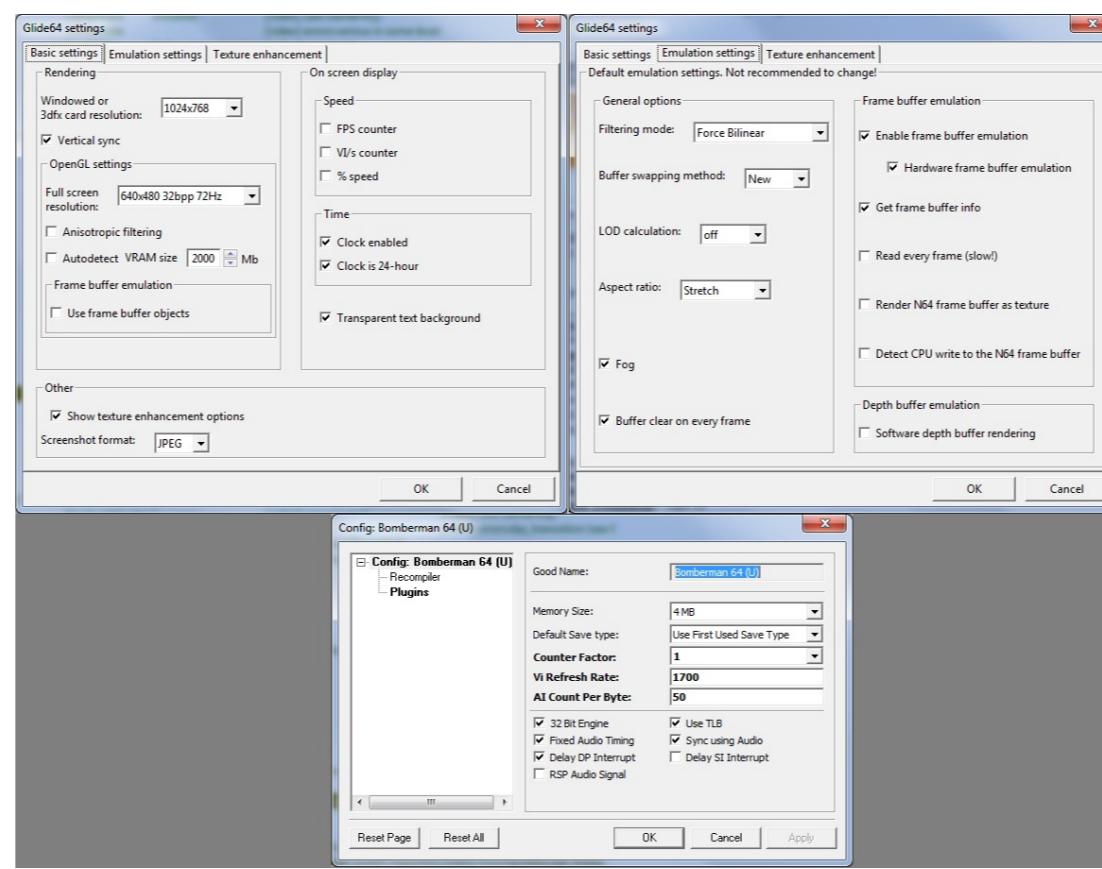 Glide64 settings
Basic settings Emulation settings Texture enhancement
Rendering
Windowed or
3dfx card resolution: 1024x768
Vertical sync
OpenGL settings
Full screen
resolution: 640x480 32bpp 72Hz
Anisotropic filtering
Autodetect VRAM size 2000 Mb
Frame buffer emulation
Use frame buffer objects
On screen display
Speed
FPS counter
VI/s counter
% speed
Time
Clock enabled
Clock is 24-hour
Transparent text background
Other
Show texture enhancement options
Screenshot format: JPEG
OK Cancel
Glide64 settings
Basic settings Emulation settings Texture enhancement
Default emulation settings. Not recommended to change!
General options
Filtering mode: Force Bilinear
Buffer swapping method: New
LOD calculation: off
Aspect ratio: Stretch
Fog
Buffer clear on every frame
Frame buffer emulation
Enable frame buffer emulation
Hardware frame buffer emulation
Get frame buffer info
Read every frame (slow!)
Render N64 frame buffer as texture
Detect CPU write to the N64 frame buffer
Depth buffer emulation
Software depth buffer rendering
OK Cancel
Config: Bomberman 64 (U)
Config: Bomberman 64 (U)
Recompiler
Plugins
Good Name: Bomberman 64 (U)
Memory Size: 4 MB
Default Save type: Use First Used Save Type
Counter Factor: 1
Vi Refresh Rate: 1700
AI Count Per Byte: 50
32 Bit Engine Use TLB
Fixed Audio Timing Sync using Audio
Delay DP Interrupt Delay SI Interrupt
RSP Audio Signal
Reset Page Reset All OK Cancel Apply